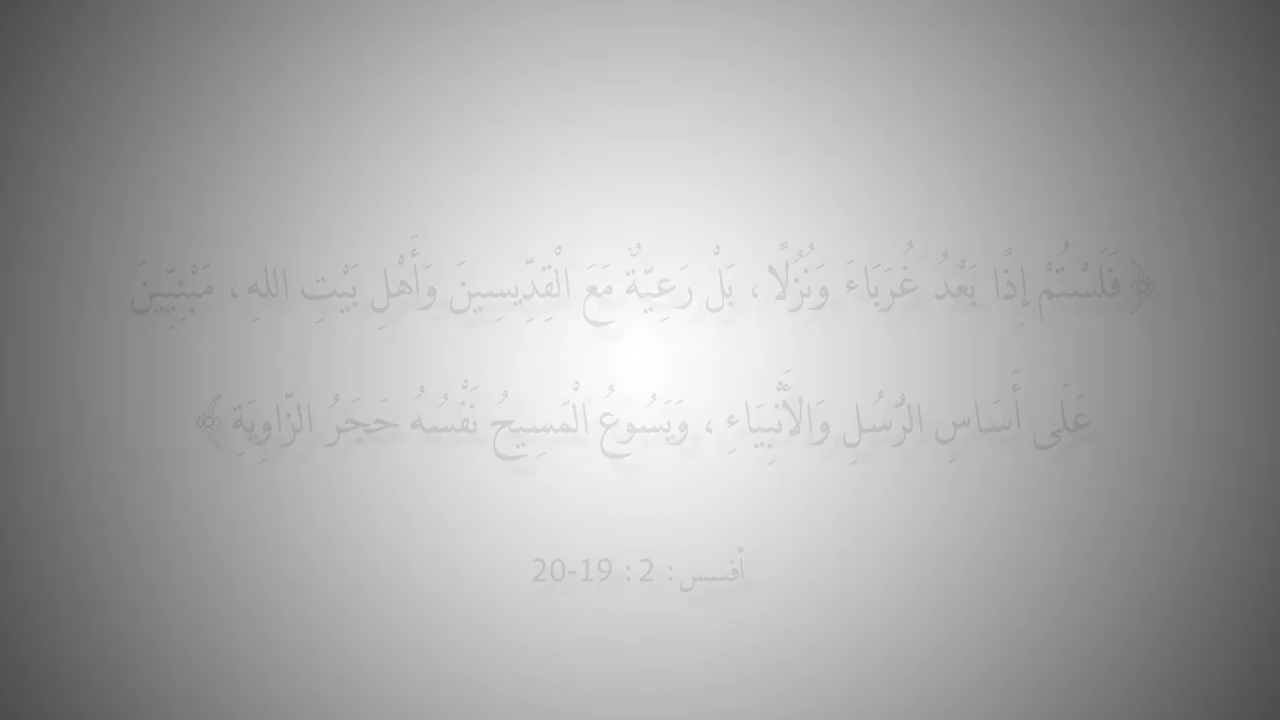 ﴿فَلَسْتُمْ إِذًا بَعْدُ غُرَبَاءَ وَنُزُلًا، بَلْ رَعِيَّةٌ مَعَ الْقِدِّيسِينَ وَأَهْلِ بَيْتِ اللهِ، مَبْنِيِّينَ
عَلَى أَسَاسِ الرُّسُلِ وَالأَنْبِيَاءِ، وَيَسُوعُ الْمَسِيحُ نَفْسُهُ حَجَرُ الزَّاوِيَةِ﴾
أفسس: 2 : 19-20